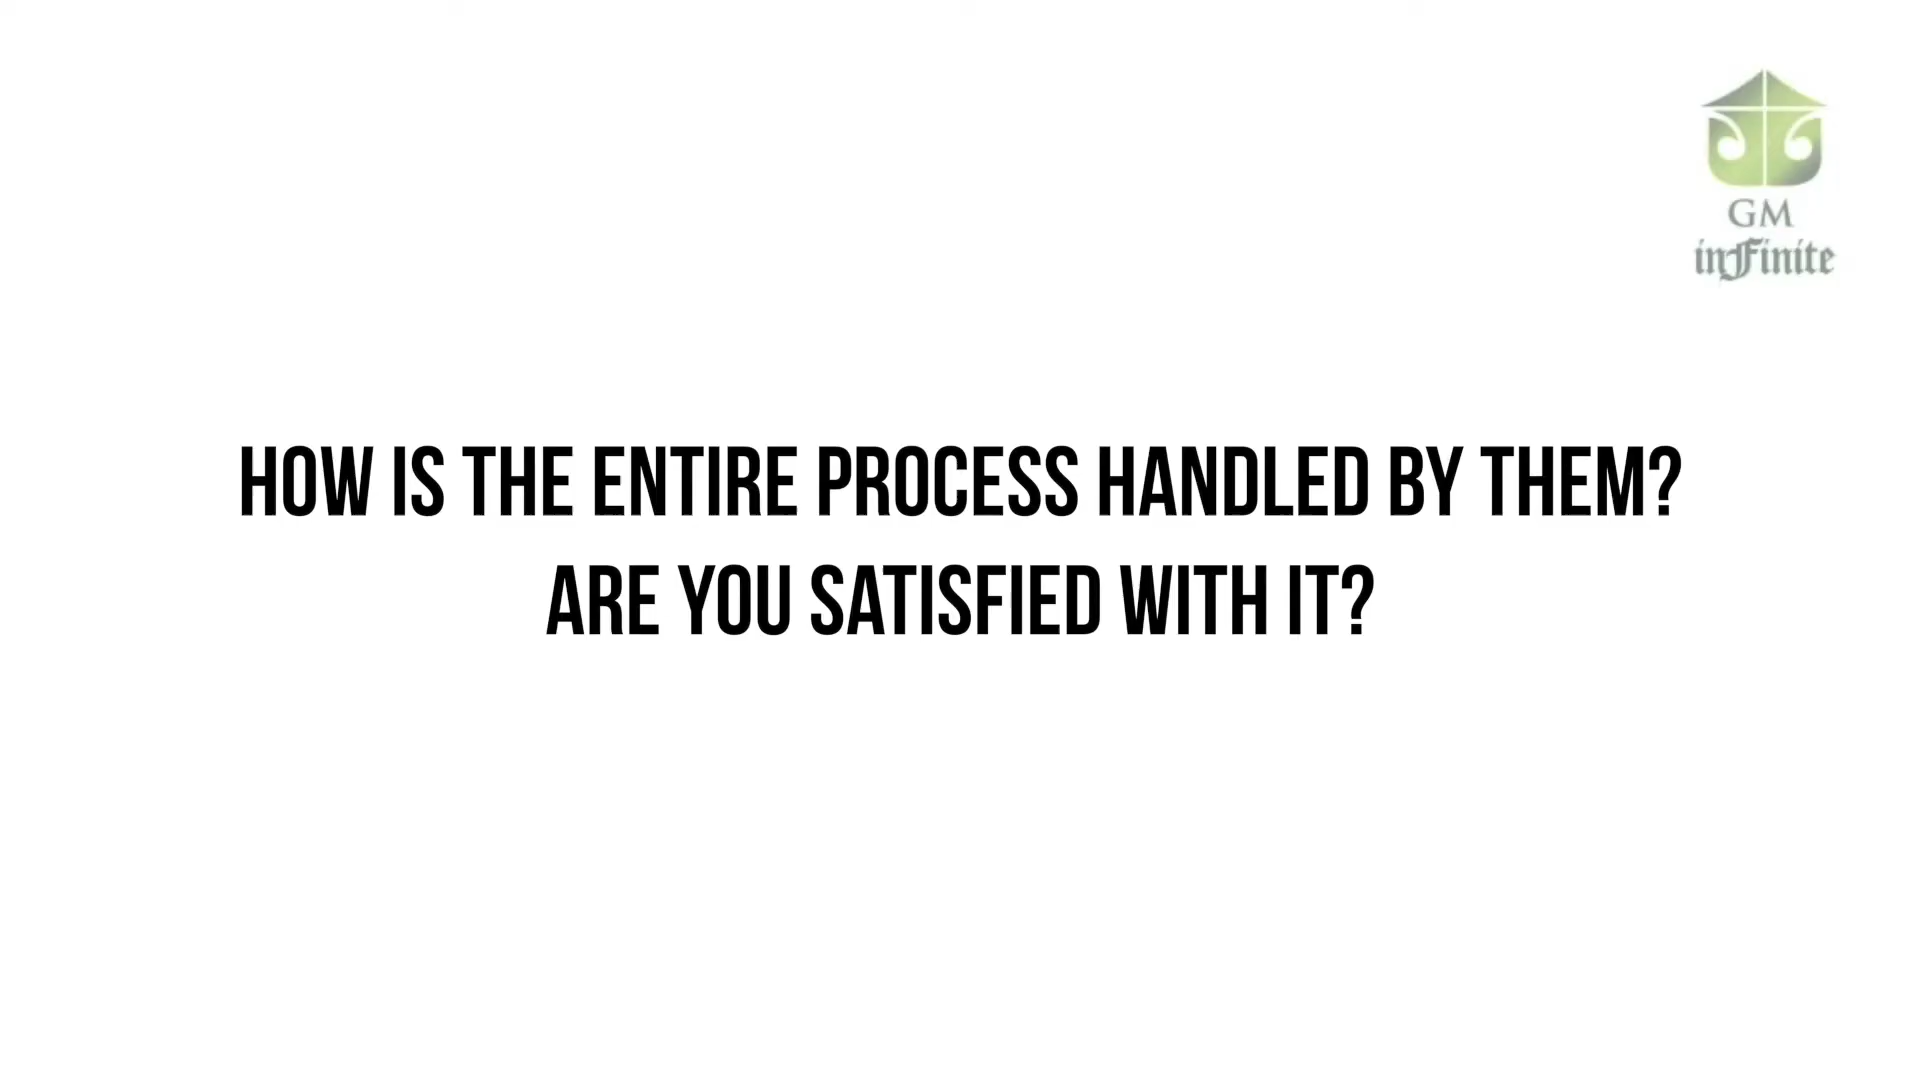 GM
inFinite
HOW IS THE ENTIRE PROCESS HANDLED BY THEM?
ARE YOU SATISFIED WITH IT?